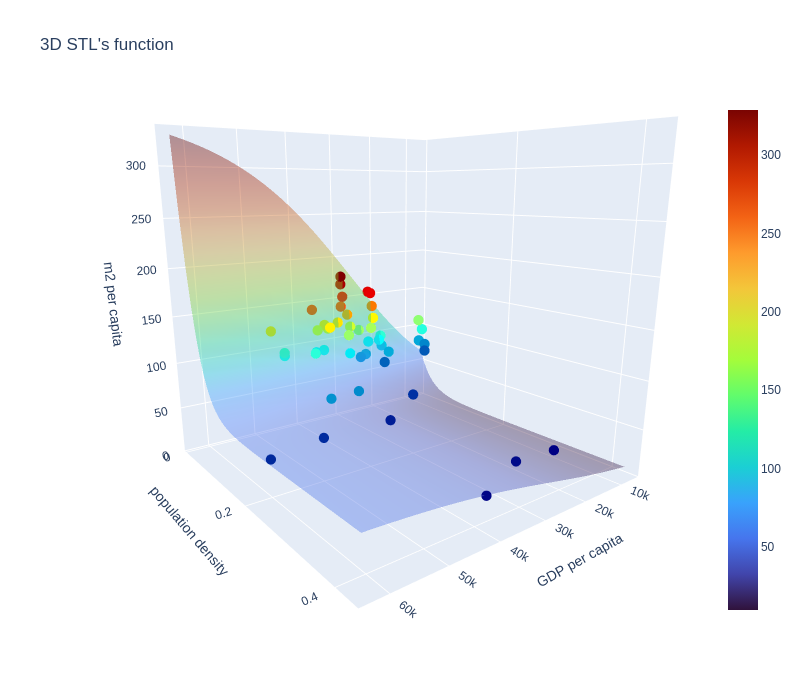 3D STL's function
300
250
200
150
100
50
0
0
0.2
0.4
m2 per capita
population density
60k
50k
40k
30k
20k
10k
GDP per capita
300
250
200
150
100
50